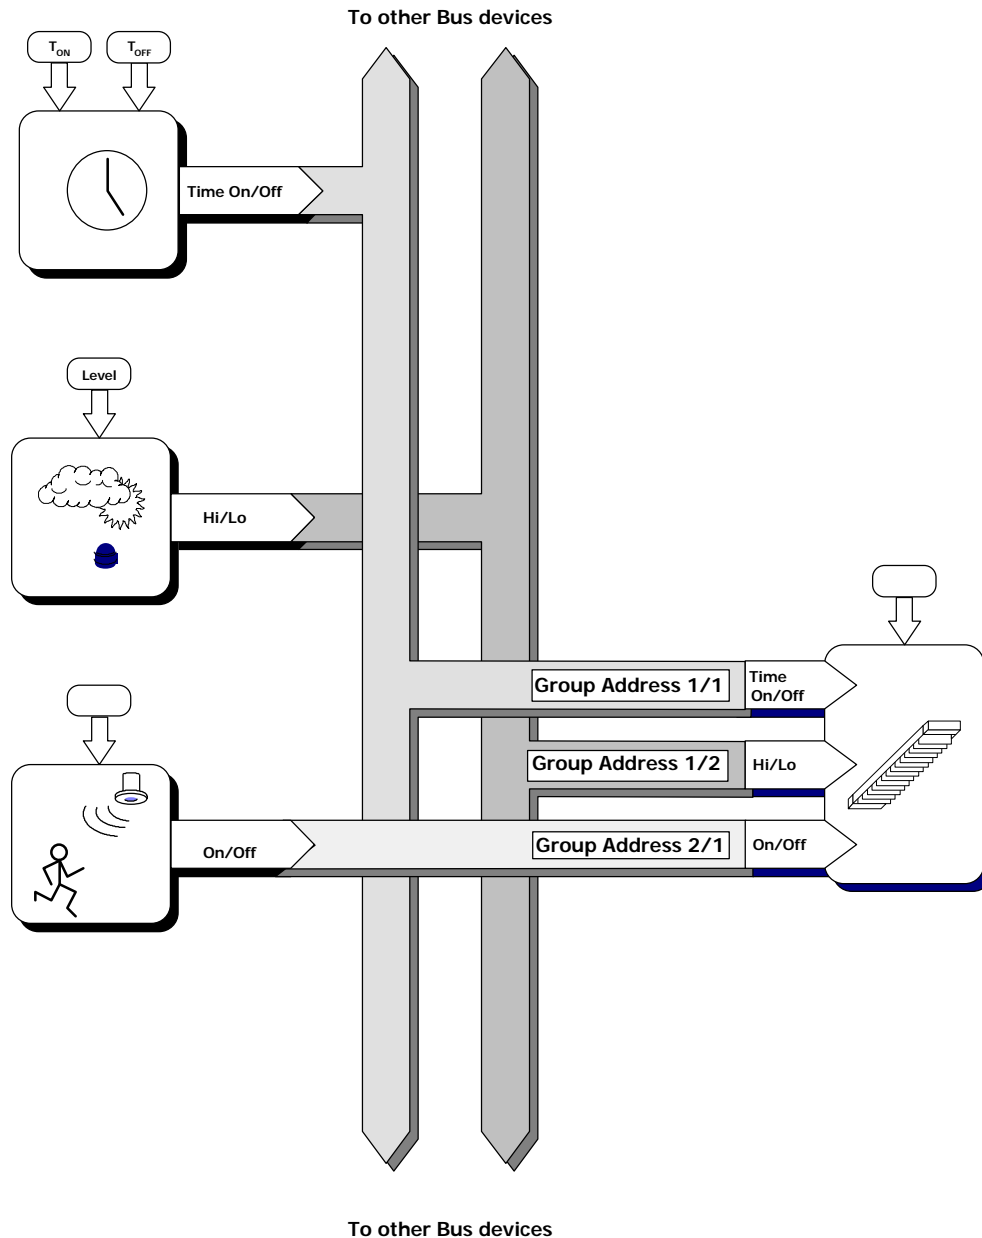 To other Bus devices
TON
TOFF
Time On/Off
Level
Hi/Lo
Group Address 1/1
Time
On/Off
Group Address 1/2
Hi/Lo
On/Off
Group Address 2/1
On/Off
To other Bus devices